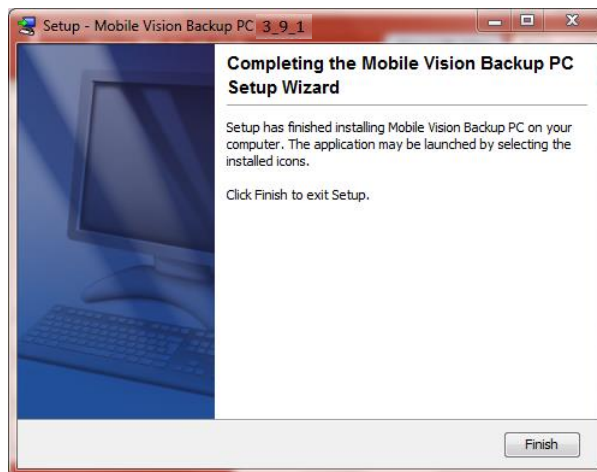 Setup - Mobile Vision Backup PC 3_9_1
Completing the Mobile Vision Backup PC
Setup Wizard
Setup has finished installing Mobile Vision Backup PC on your
computer. The application may be launched by selecting the
installed icons.
Click Finish to exit Setup.
Finish